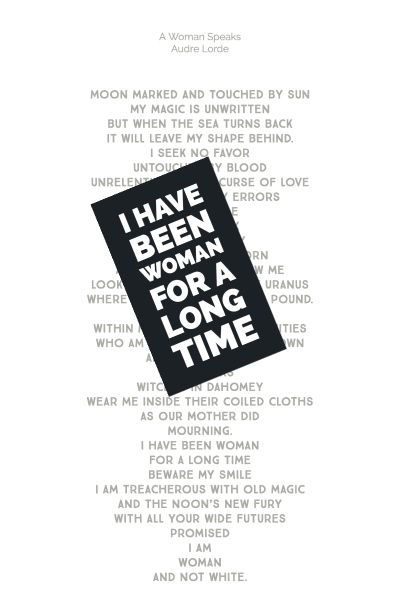 A Woman Speaks
Audre Lorde
MOON MARKED AND TOUCHED BY SUN
MY MAGIC IS UNWRITTEN
BUT WHEN THE SEA TURNS BACK
IT WILL LEAVE MY SHAPE BEHIND.
I SEEK NO FAVOR
BLOOD
CURSE OF LOVE
ERRORS
ME
LOOK URANUS
WHERE POUND.
WITHIN
WHO AM
IN DAHOMEY
WEAR ME INSIDE THEIR COILED CLOTHS
AS OUR MOTHER DID
MOURNING.
I HAVE BEEN WOMAN
FOR A LONG TIME
BEWARE MY SMILE
I AM TREACHEROUS WITH OLD MAGIC
AND THE NOON'S NEW FURY
WITH ALL YOUR WIDE FUTURES
PROMISED
I AM
WOMAN
AND NOT WHITE.
I HAVE
BEEN
WOMAN
FOR A
LONG
TIME